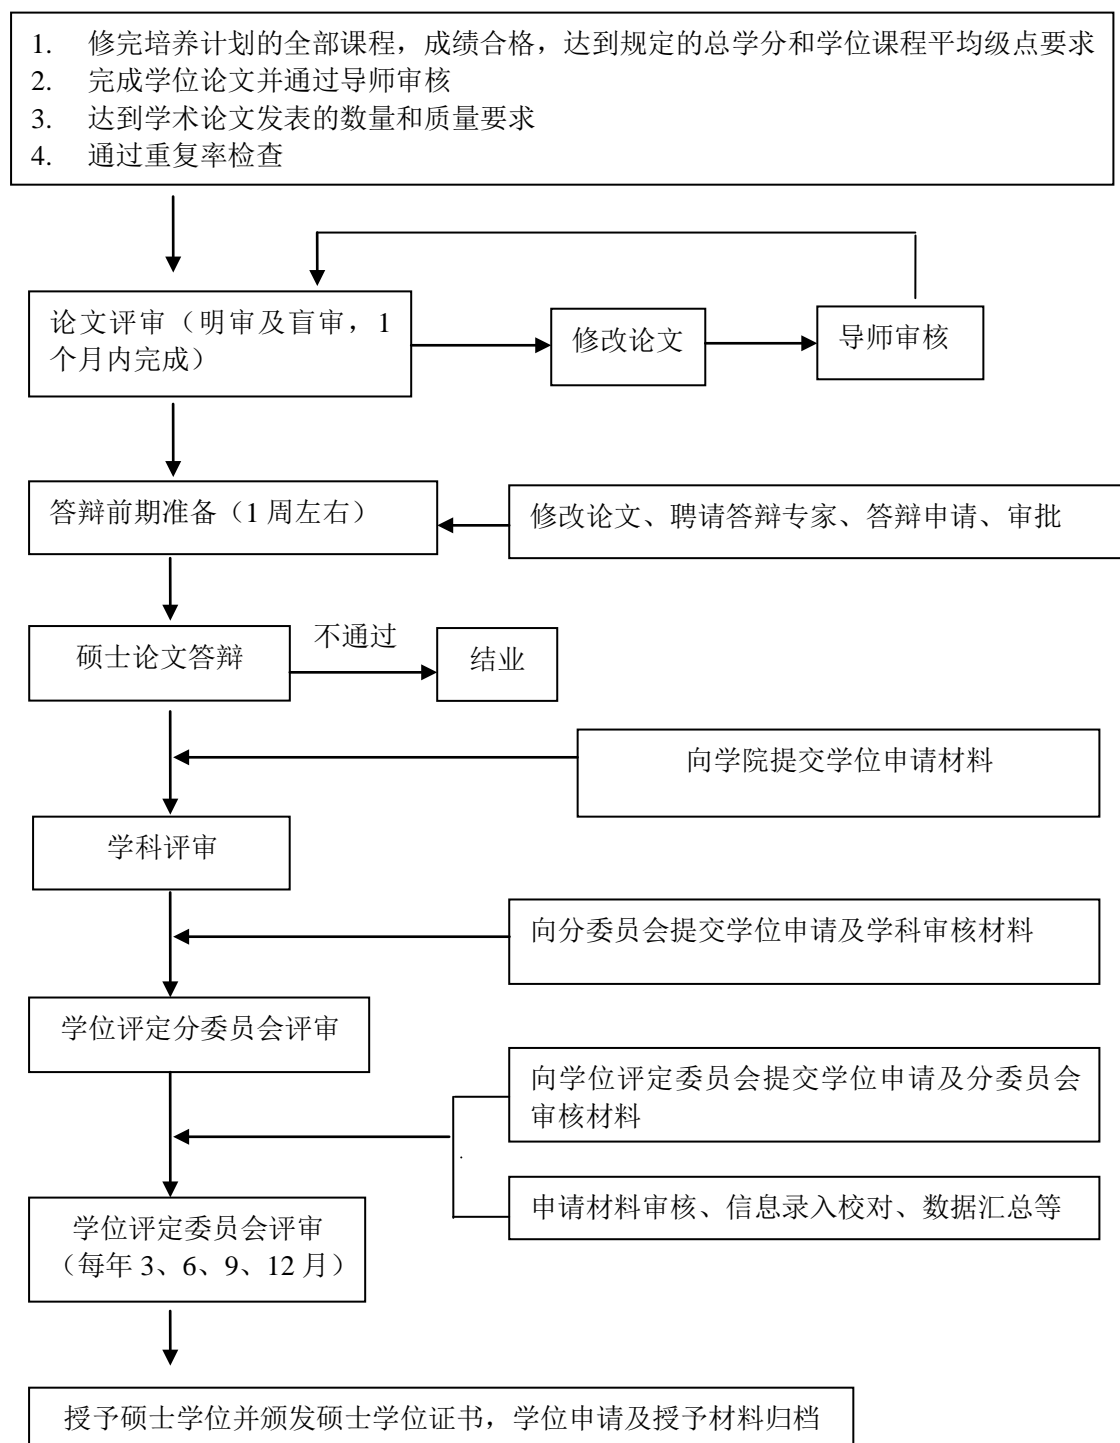 1. 修完培养计划的全部课程，成绩合格，达到规定的总学分和学位课程平均级点要求
2. 完成学位论文并通过导师审核
3. 达到学术论文发表的数量和质量要求
4. 通过重复率检查
论文评审（明审及盲审，1
个月内完成）
修改论文
导师审核
答辩前期准备（1 周左右）
修改论文、聘请答辩专家、答辩申请、审批
硕士论文答辩
不通过
结业
向学院提交学位申请材料
学科评审
向分委员会提交学位申请及学科审核材料
学位评定分委员会评审
向学位评定委员会提交学位申请及分委员会
审核材料
申请材料审核、信息录入校对、数据汇总等
学位评定委员会评审
（每年 3、6、9、12 月）
授予硕士学位并颁发硕士学位证书，学位申请及授予材料归档